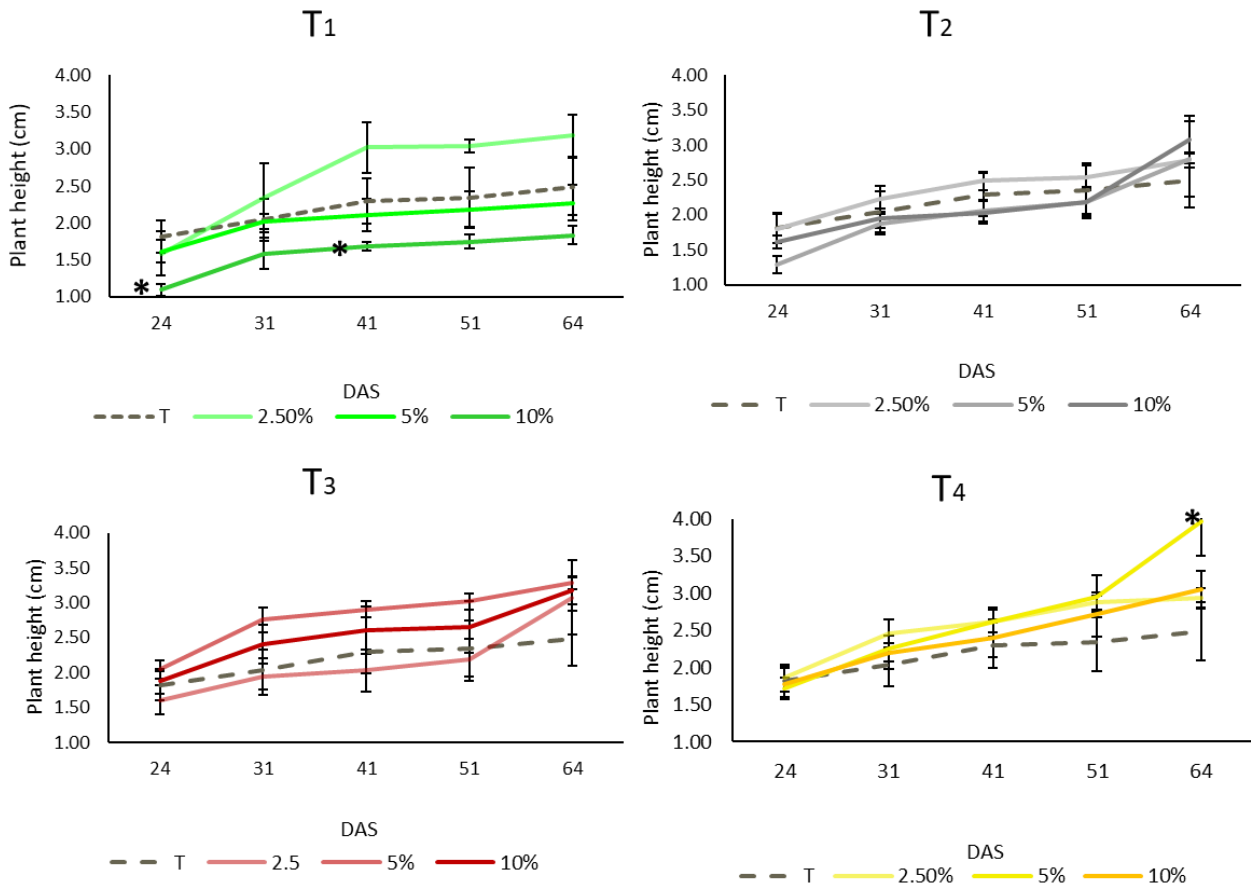 T1
Plant height (cm)
4.00
3.50
3.00
2.50
2.00
1.50
1.00
*
*
24 31 41 51 64
DAS
T 2.50% 5% 10%
T2
Plant height (cm)
4.00
3.50
3.00
2.50
2.00
1.50
1.00
24 31 41 51 64
DAS
T 2.50% 5% 10%
T3
Plant height (cm)
4.00
3.50
3.00
2.50
2.00
1.50
1.00
24 31 41 51 64
DAS
T 2.5 5% 10%
T4
Plant height (cm)
4.00
3.50
3.00
2.50
2.00
1.50
1.00
*
24 31 41 51 64
DAS
T 2.50% 5% 10%